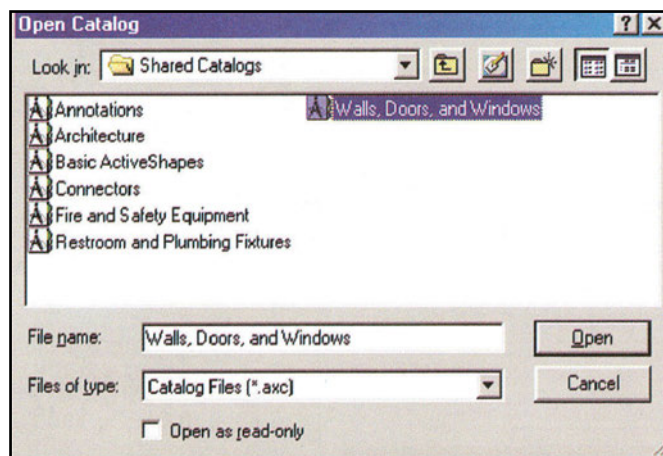 Open Catalog
Look in: Shared Catalogs
Annotations
Architecture
Basic ActiveShapes
Connectors
Fire and Safety Equipment
Restroom and Plumbing Fixtures
Walls, Doors, and Windows
File name: Walls, Doors, and Windows Open
Files of type: Catalog Files (*.axc) Cancel
Open as read-only